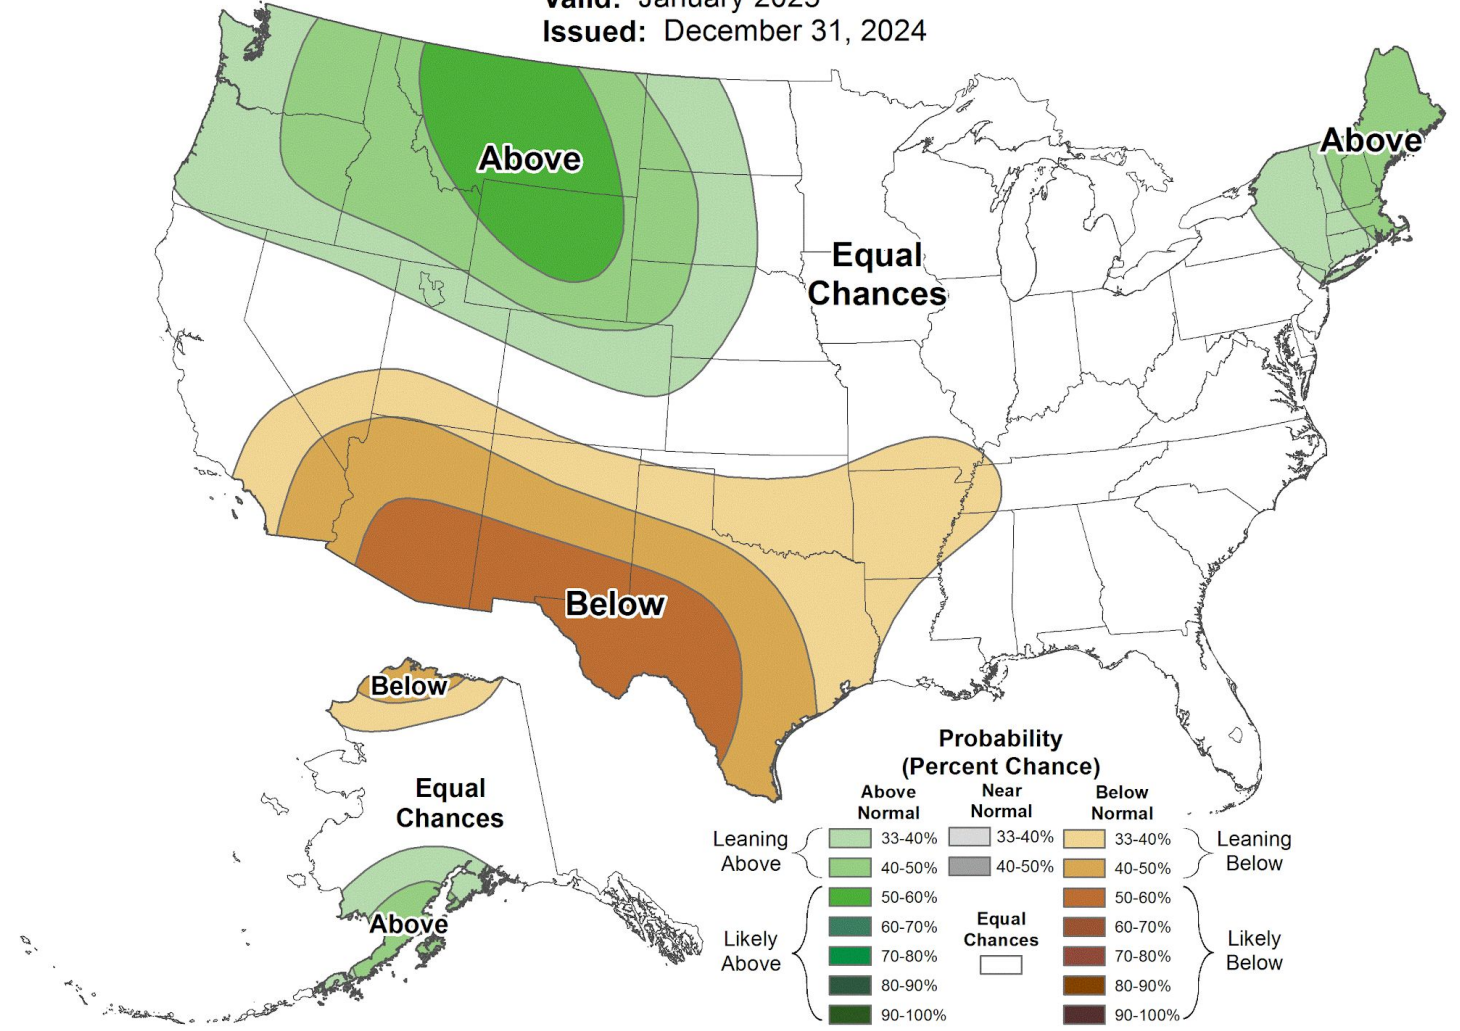 Valid: January 2025
Issued: December 31, 2024
Above
Above
Equal
Chances
Below
Below
Equal
Chances
Above
Probability
(Percent Chance)
Above
Normal
Near
Normal
Below
Normal
Leaning
Above
33-40%
33-40%
33-40%
Leaning
Below
40-50%
40-50%
40-50%
50-60%
50-60%
60-70%
Equal
Chances
60-70%
Likely
Above
70-80%
70-80%
Likely
Below
80-90%
80-90%
90-100%
90-100%